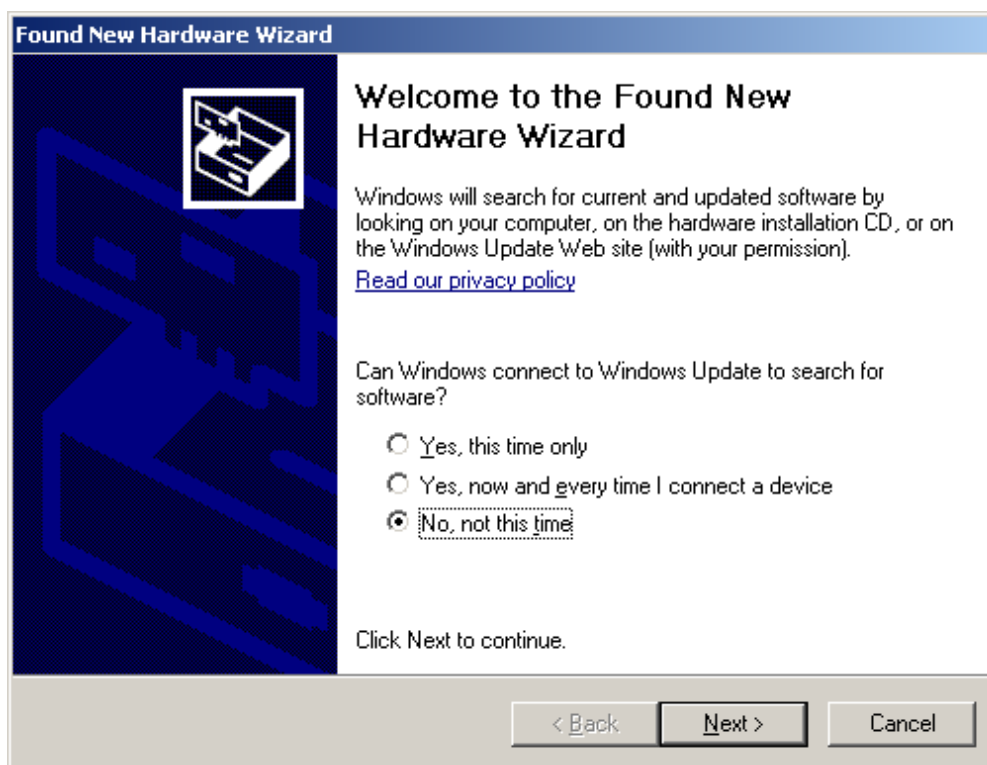 Found New Hardware Wizard
Welcome to the Found New
Hardware Wizard
Windows will search for current and updated software by
looking on your computer, on the hardware installation CD, or on
the Windows Update Web site (with your permission).
Read our privacy policy
Can Windows connect to Windows Update to search for
software?
Yes, this time only
Yes, now and every time I connect a device
No, not this time
Click Next to continue.
< Back
Next >
Cancel